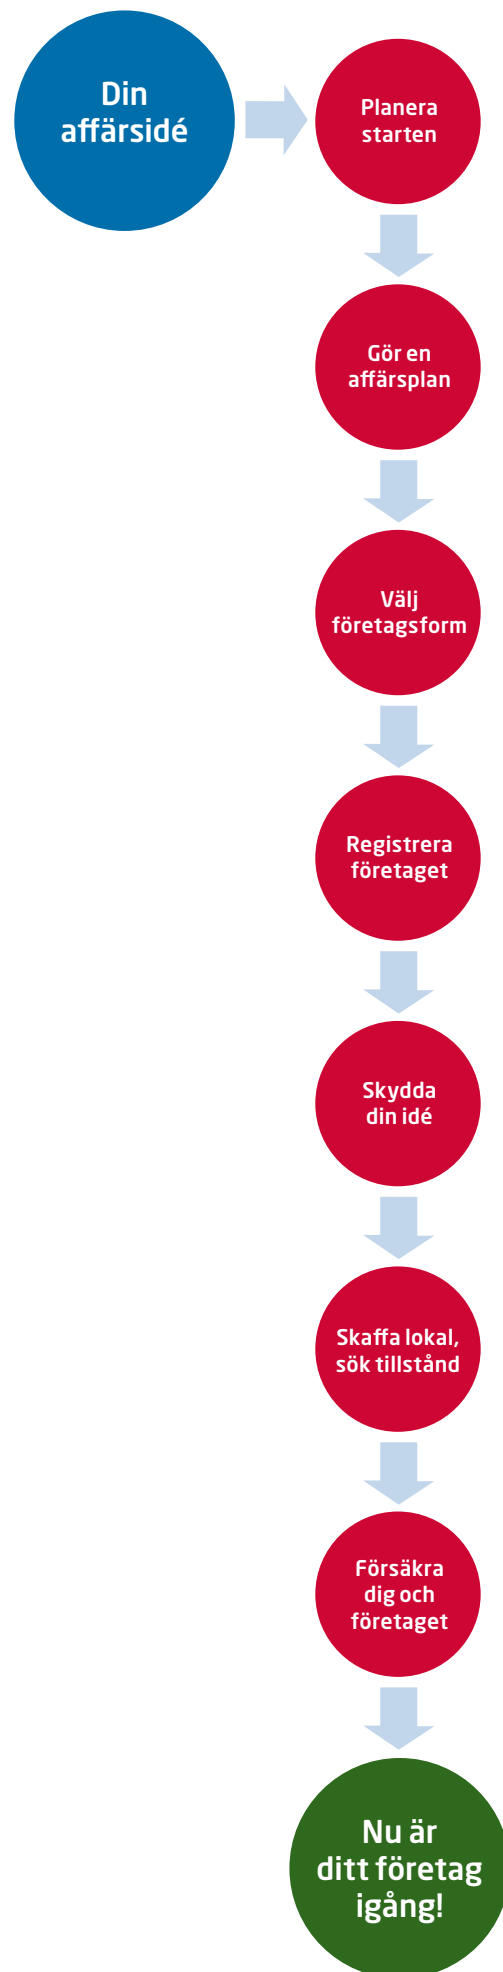 Din
affärsidé
Planera
starten
Gör en
affärsplan
Välj
företagsform
Registrera
företaget
Skydda
din idé
Skaffa lokal,
sök tillstånd
Försäkra
dig och
företaget
Nu är
ditt företag
igång!